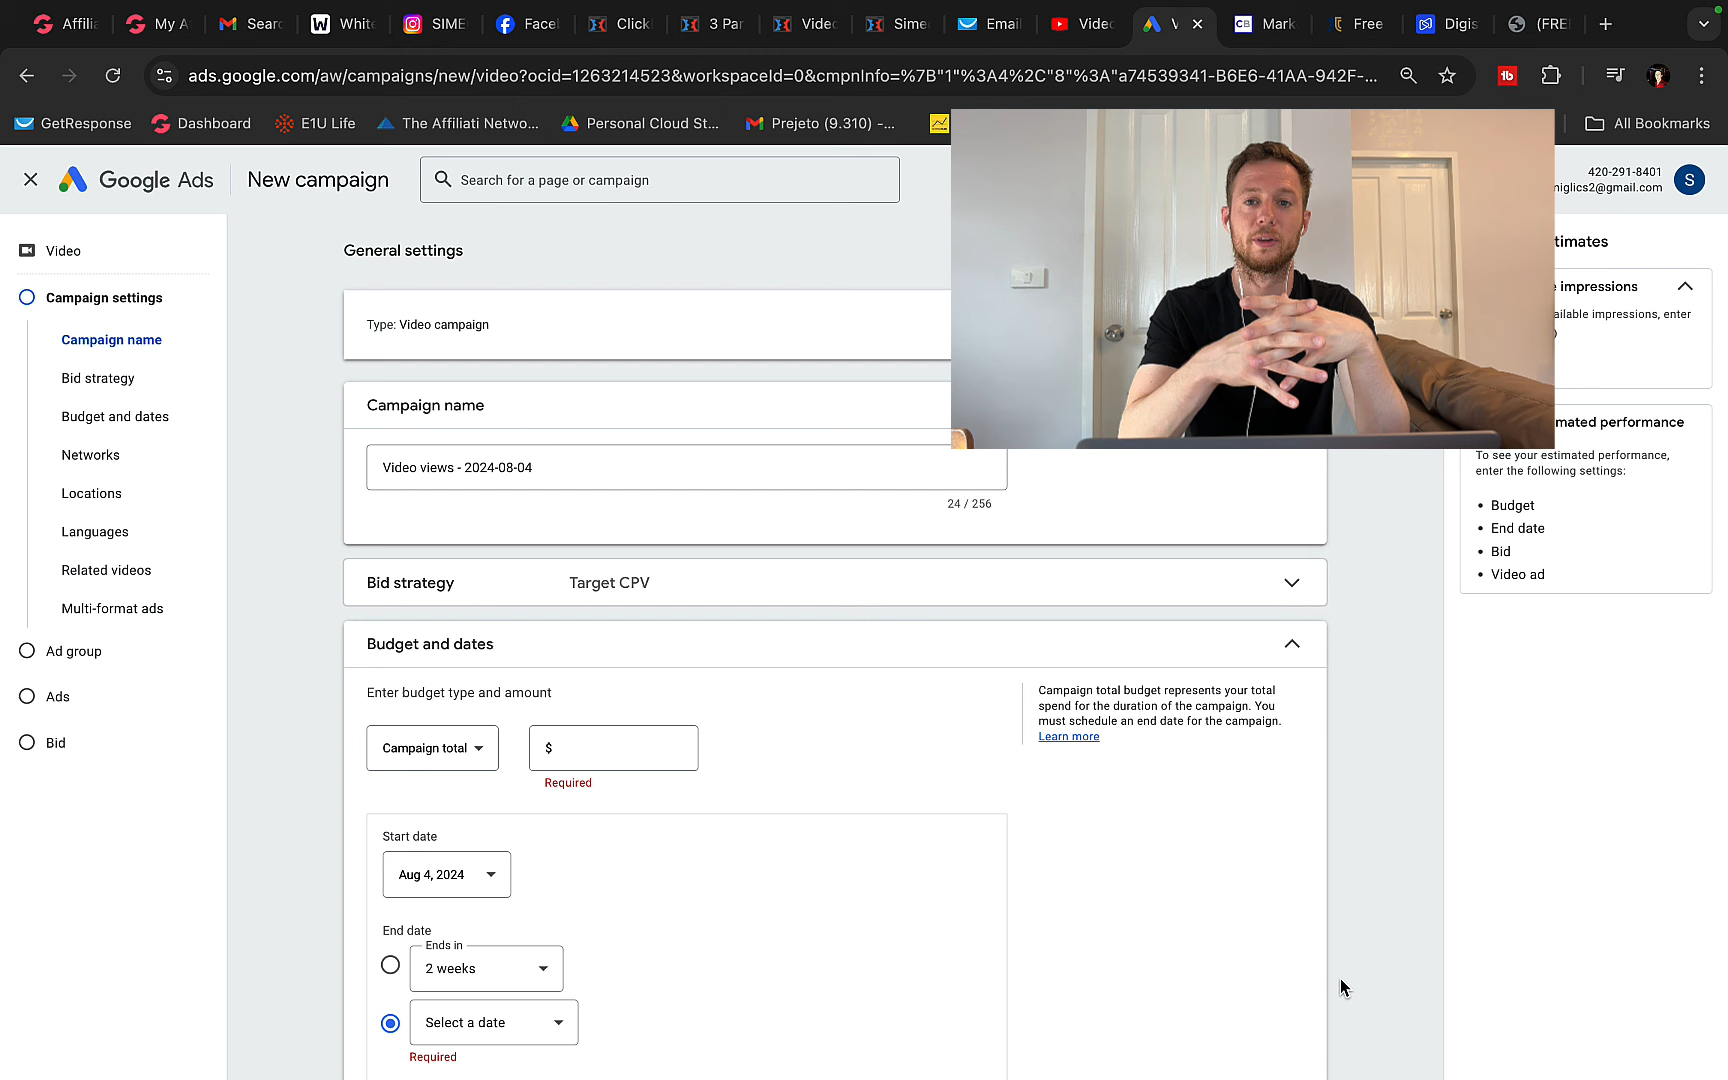 Affilia
My A
Sear
White
SIME
Face
Click
3 Par
Videc
Sime
Email
Videc
V
Mark
Free
Digis
(FRE
ads.google.com/aw/campaigns/new/video?ocid=1263214523&workspaceId=0&cmpnInfo=%7B"1"%3A4%2C"8"%3A"a74539341-B6E6-41AA-942F-...
GetResponse
Dashboard
E1U Life
The Affiliati Netwo...
Personal Cloud St...
Prejeto (9.310) -...
All Bookmarks
Google Ads
New campaign
Search for a page or campaign
420-291-8401
niglics2@gmail.com
S
Video
Campaign settings
Campaign name
Bid strategy
Budget and dates
Networks
Locations
Languages
Related videos
Multi-format ads
Ad group
Ads
Bid
General settings
Type: Video campaign
Campaign name
Video views - 2024-08-04
24 / 256
Bid strategy
Target CPV
Budget and dates
Enter budget type and amount
Campaign total
$
Required
Campaign total budget represents your total
spend for the duration of the campaign. You
must schedule an end date for the campaign.
Learn more
Start date
Aug 4, 2024
End date
Ends in
2 weeks
Select a date
Required
timates
impressions
ailable impressions, enter
mated performance
To see your estimated performance,
enter the following settings:
• Budget
• End date
• Bid
• Video ad